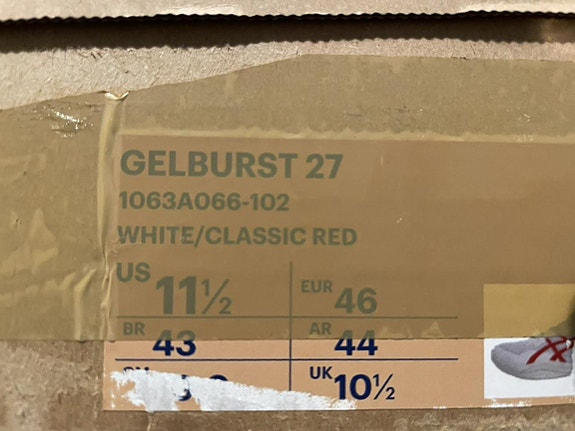 GELBURST 27
1063A066-102
WHITE/CLASSIC RED
US 11½ EUR 46
BR 43 AR 44
UK 10½